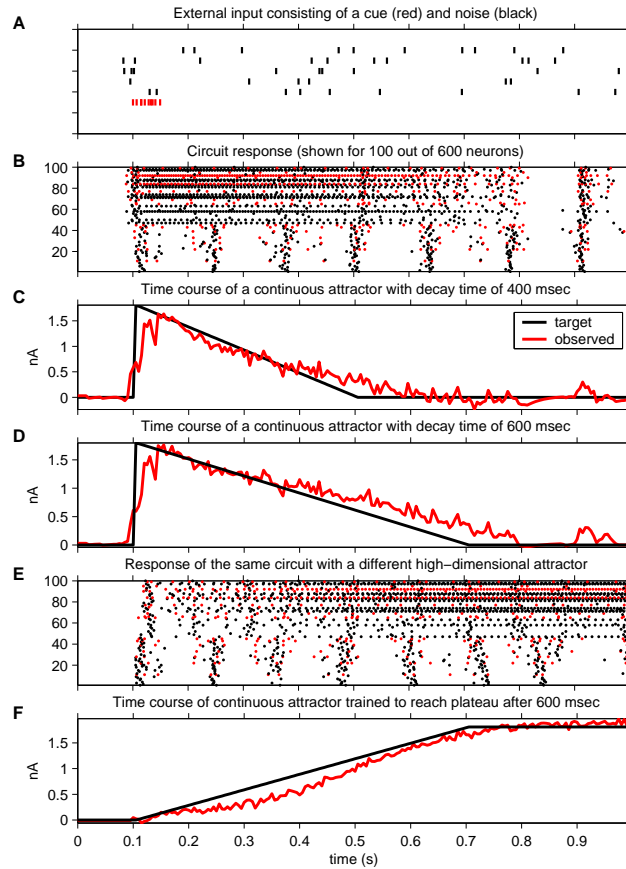 A
External input consisting of a cue (red) and noise (black)
B
Circuit response (shown for 100 out of 600 neurons)
100
80
60
40
20
C
Time course of a continuous attractor with decay time of 400 msec
1.5
1
0.5
0
nA
target
observed
D
Time course of a continuous attractor with decay time of 600 msec
1.5
1
0.5
0
nA
E
Response of the same circuit with a different high−dimensional attractor
100
80
60
40
20
F
Time course of continuous attractor trained to reach plateau after 600 msec
1.5
1
0.5
0
nA
0 0.1 0.2 0.3 0.4 0.5 0.6 0.7 0.8 0.9
time (s)